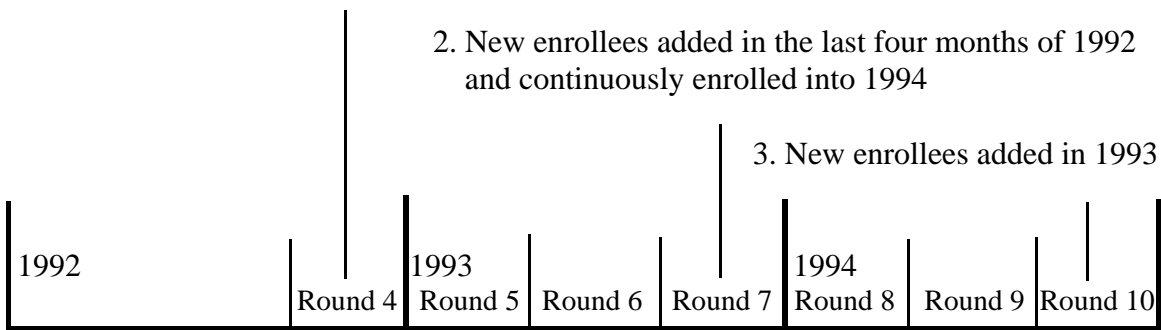 2. New enrollees added in the last four months of 1992
and continuously enrolled into 1994
3. New enrollees added in 1993
1992
1993
1994
Round 4
Round 5
Round 6
Round 7
Round 8
Round 9
Round 10